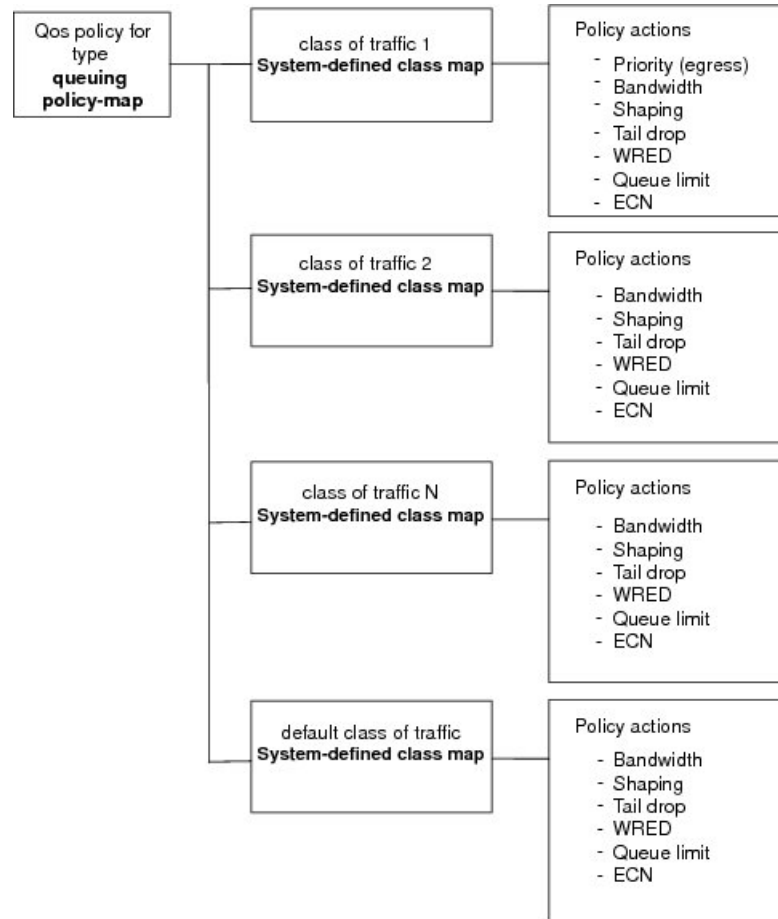 Qos policy for
type
queuing
policy-map
class of traffic 1
System-defined class map
Policy actions
- Priority (egress)
- Bandwidth
- Shaping
- Tail drop
- WRED
- Queue limit
- ECN
class of traffic 2
System-defined class map
Policy actions
- Bandwidth
- Shaping
- Tail drop
- WRED
- Queue limit
- ECN
class of traffic N
System-defined class map
Policy actions
- Bandwidth
- Shaping
- Tail drop
- WRED
- Queue limit
- ECN
default class of traffic
System-defined class map
Policy actions
- Bandwidth
- Shaping
- Tail drop
- WRED
- Queue limit
- ECN